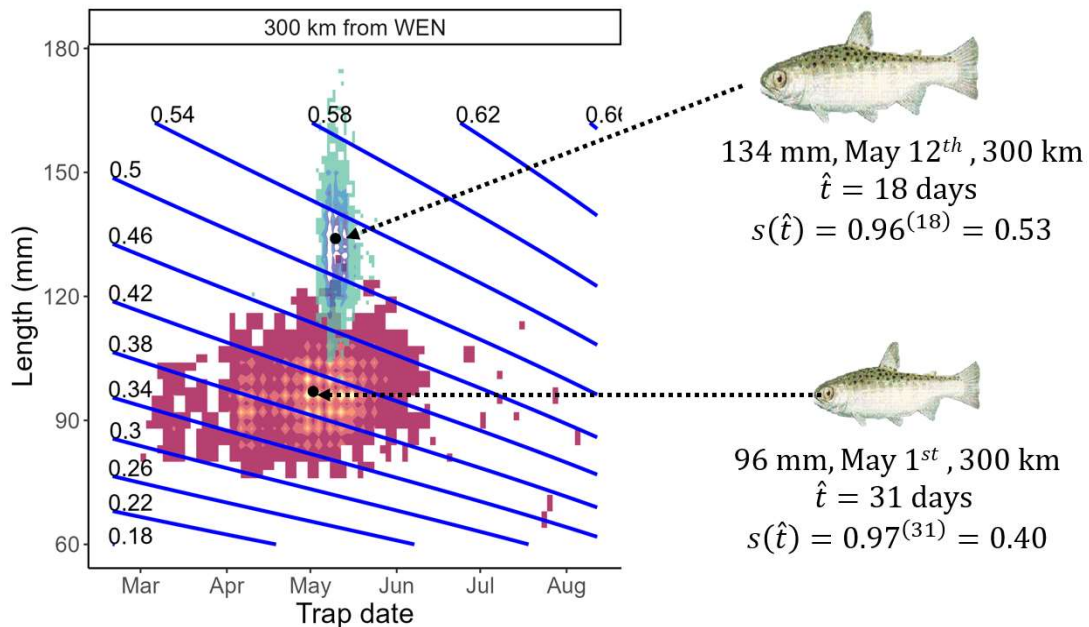 300 km from WEN
180
150
120
90
60
Length (mm)
0.54
0.58
0.62
0.66
0.5
0.46
0.42
0.38
0.34
0.3
0.26
0.22
0.18
Mar
Apr
May
Jun
Jul
Aug
Trap date
134 mm, May 12th , 300 km
t̂ = 18 days
s(t̂) = 0.96(18) = 0.53
96 mm, May 1st , 300 km
t̂ = 31 days
s(t̂) = 0.97(31) = 0.40